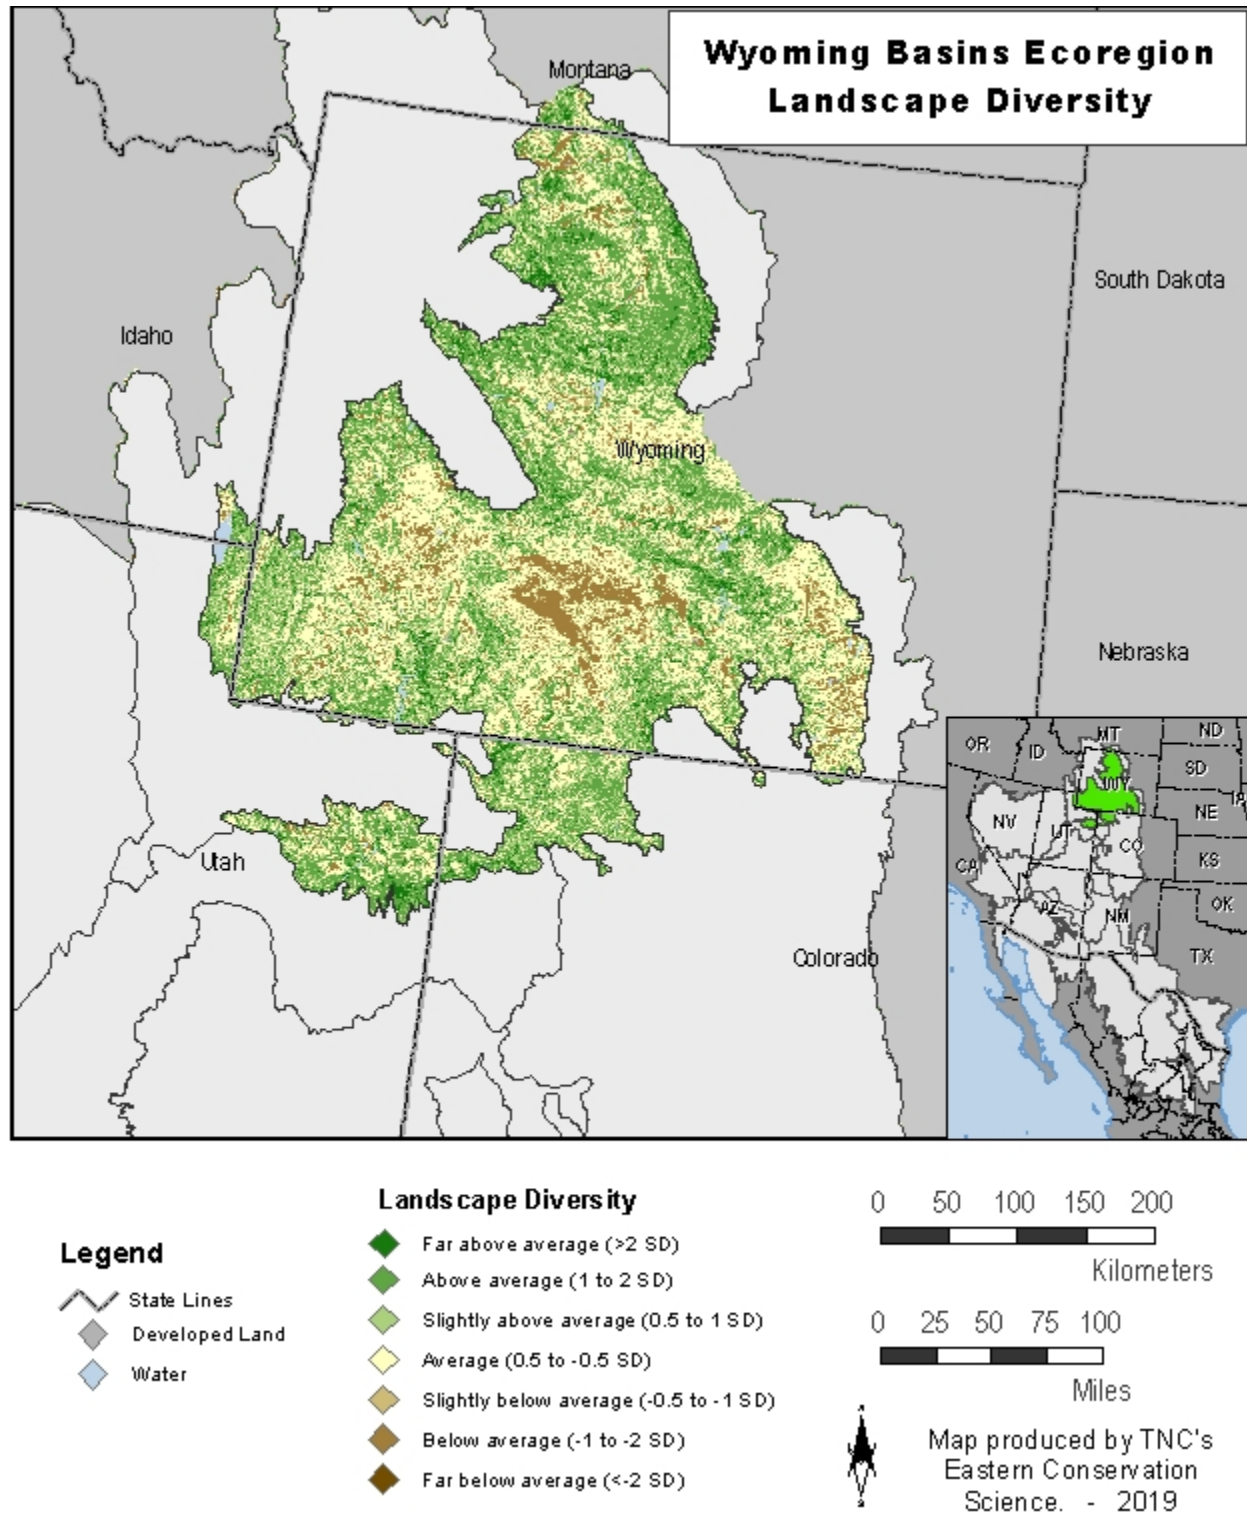 Wyoming Basins Ecoregion
Landscape Diversity
Montana
South Dakota
Idaho
Wyoming
Nebraska
Utah
Colorado
OR
ID
MT
ND
SD
WY
IA
NE
NV
UT
CO
CA
KS
AZ
NM
OK
TX
Legend
State Lines
Developed Land
Water
Landscape Diversity
Far above average (>2 SD)
Above average (1 to 2 SD)
Slightly above average (0.5 to 1 SD)
Average (0.5 to -0.5 SD)
Slightly below average (-0.5 to -1 SD)
Below average (-1 to -2 SD)
Far below average (<-2 SD)
0 50 100 150 200
Kilometers
0 25 50 75 100
Miles
Map produced by TNC's
Eastern Conservation
Science. - 2019